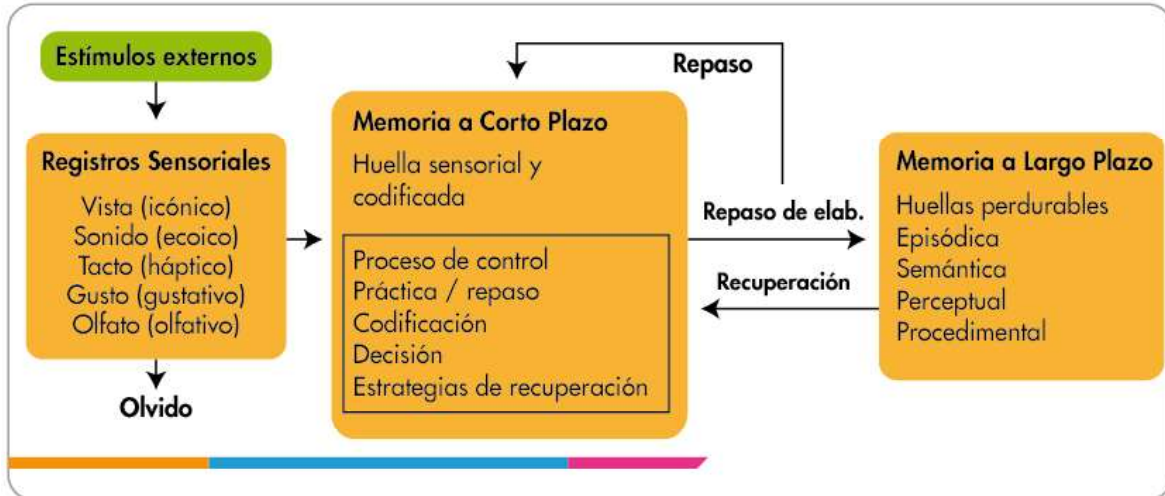 Estímulos externos
Registros Sensoriales
Vista (icónico)
Sonido (ecoico)
Tacto (háptico)
Gusto (gustativo)
Olfato (olfativo)
Olvido
Memoria a Corto Plazo
Huella sensorial y
codificada
Proceso de control
Práctica / repaso
Codificación
Decisión
Estrategias de recuperación
Repaso
Repaso de elab.
Recuperación
Memoria a Largo Plazo
Huellas perdurables
Episódica
Semántica
Perceptual
Procedimental